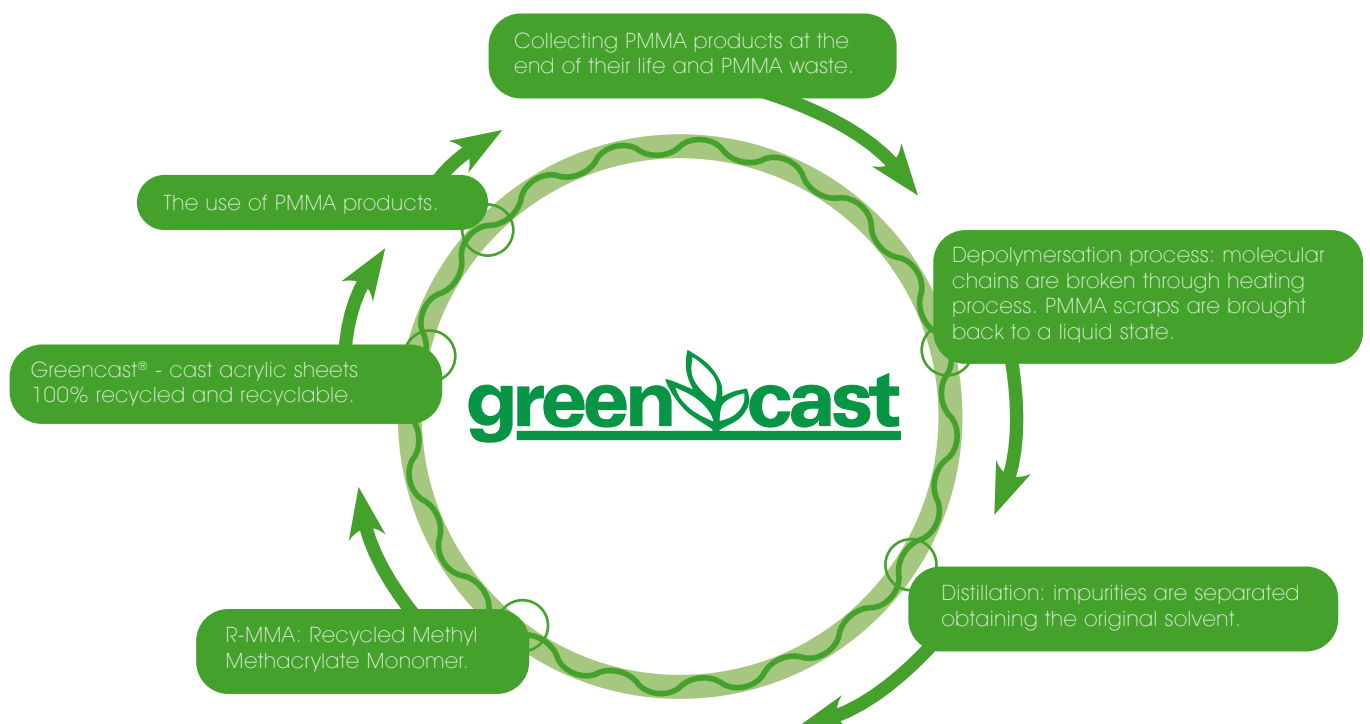 Collecting PMMA products at the
end of their life and PMMA waste.
The use of PMMA products.
Depolymersation process: molecular
chains are broken through heating
process. PMMA scraps are brought
back to a liquid state.
Greencast® - cast acrylic sheets
100% recycled and recyclable.
greencast
Distillation: impurities are separated
obtaining the original solvent.
R-MMA: Recycled Methyl
Methacrylate Monomer.